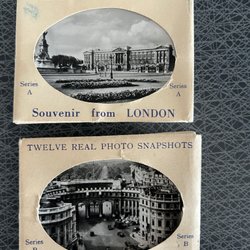 Series
A
Series
A
Souvenir from LONDON
TWELVE REAL PHOTO SNAPSHOTS
Series
B
Series
B